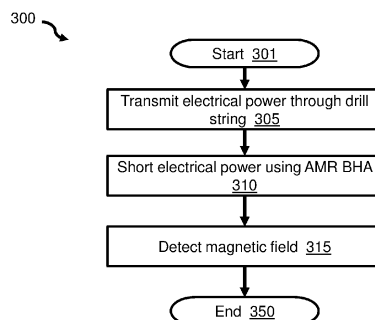 300
Start 301
Transmit electrical power through drill
string 305
Short electrical power using AMR BHA
310
Detect magnetic field 315
End 350